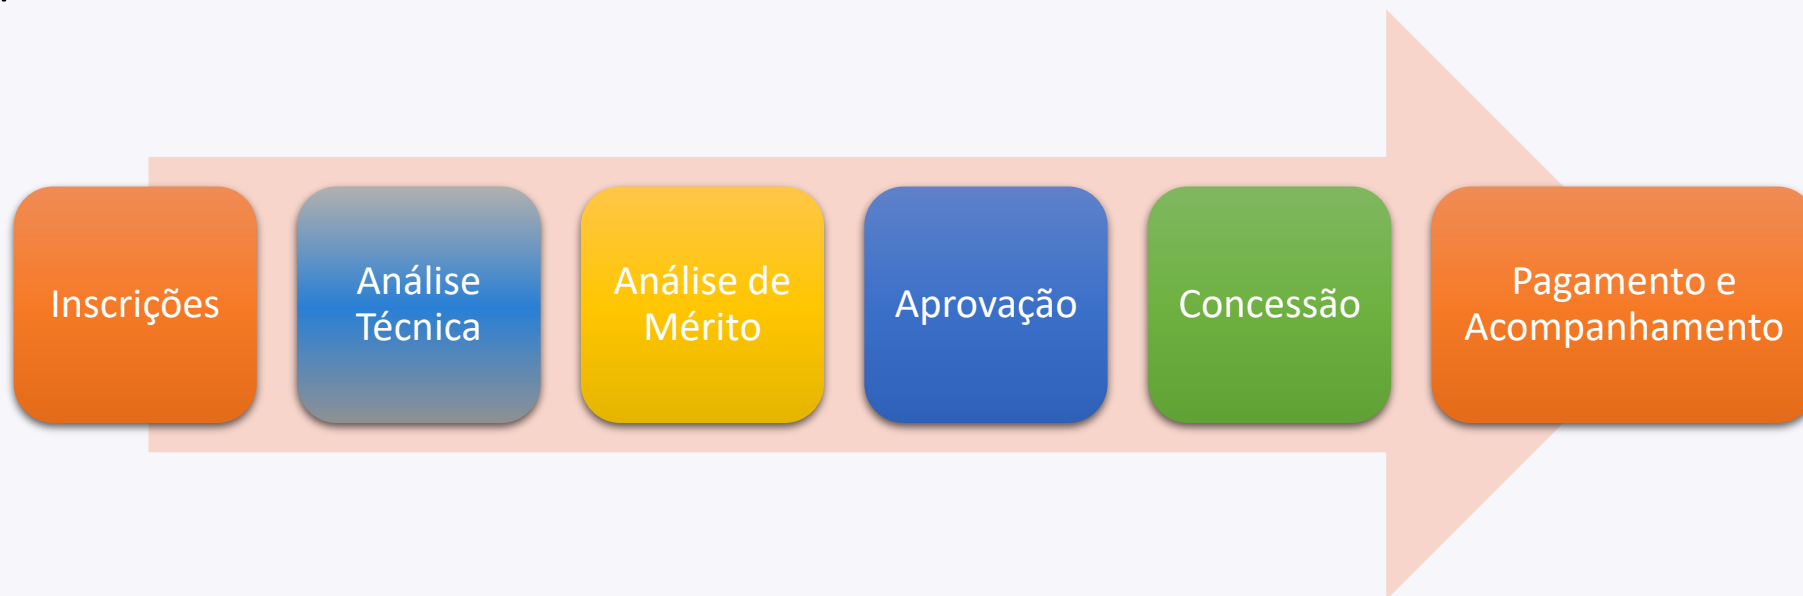 Inscrições
Análise
Técnica
Análise de
Mérito
Aprovação
Concessão
Pagamento e
Acompanhamento